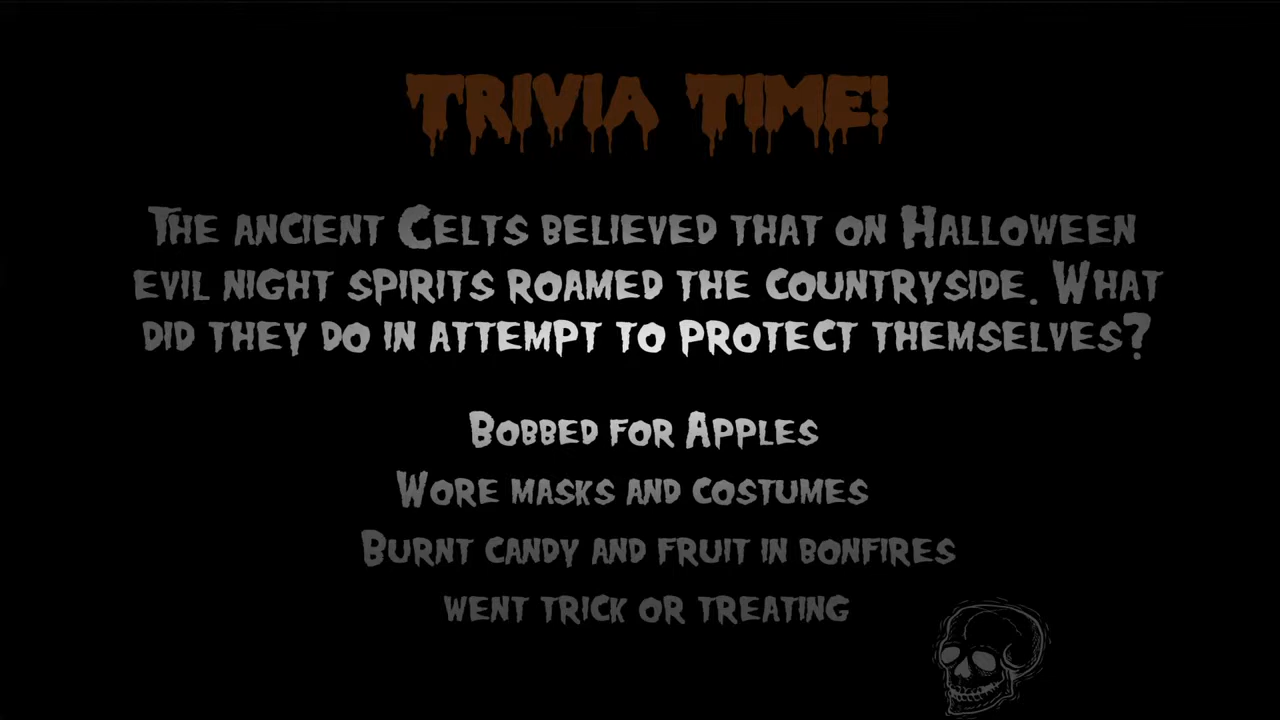 Trivia Time!
The ancient Celts believed that on Halloween
evil night spirits roamed the countryside. What
did they do in attempt to protect themselves?
Bobbed for Apples
Wore masks and costumes
Burnt candy and fruit in bonfires
went trick or treating